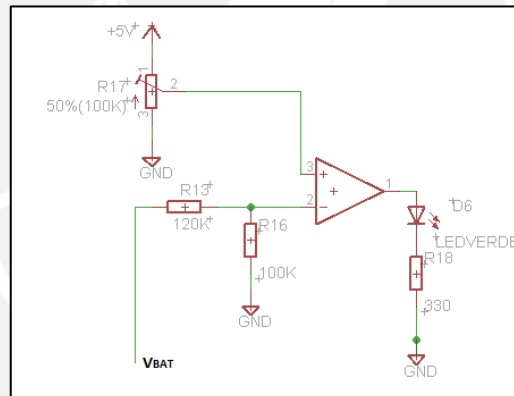 +5V
1
R17
2
50%(100K)
3
GND
3
1
R13
2
D6
120K
R16
LEDVERDE
R18
100K
330
GND
VBAT
GND